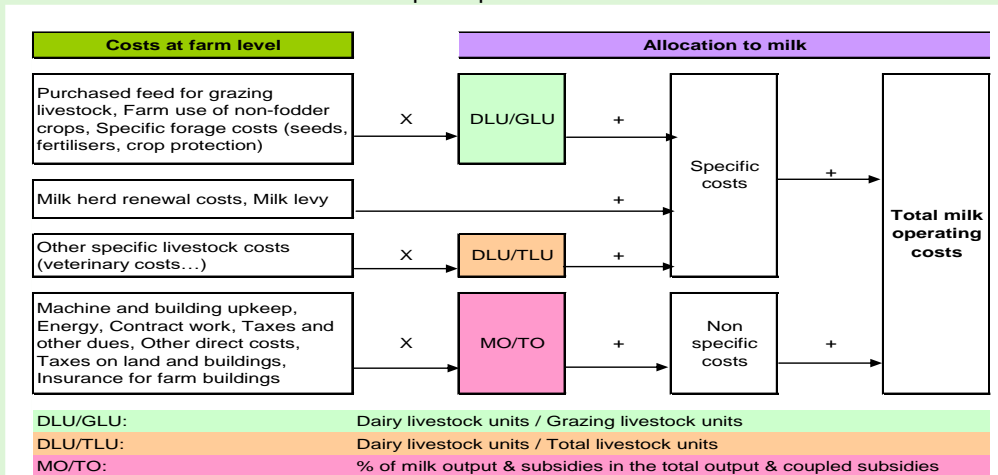 Costs at farm level
Allocation to milk
Purchased feed for grazing
livestock, Farm use of non-fodder
crops, Specific forage costs (seeds,
fertilisers, crop protection)
X
DLU/GLU
+
Specific
costs
+
Milk herd renewal costs, Milk levy
+
Total milk
operating
costs
Other specific livestock costs
(veterinary costs…)
X
DLU/TLU
+
Machine and building upkeep,
Energy, Contract work, Taxes and
other dues, Other direct costs,
Taxes on land and buildings,
Insurance for farm buildings
X
MO/TO
+
Non
specific
costs
+
DLU/GLU: Dairy livestock units / Grazing livestock units
DLU/TLU: Dairy livestock units / Total livestock units
MO/TO: % of milk output & subsidies in the total output & coupled subsidies